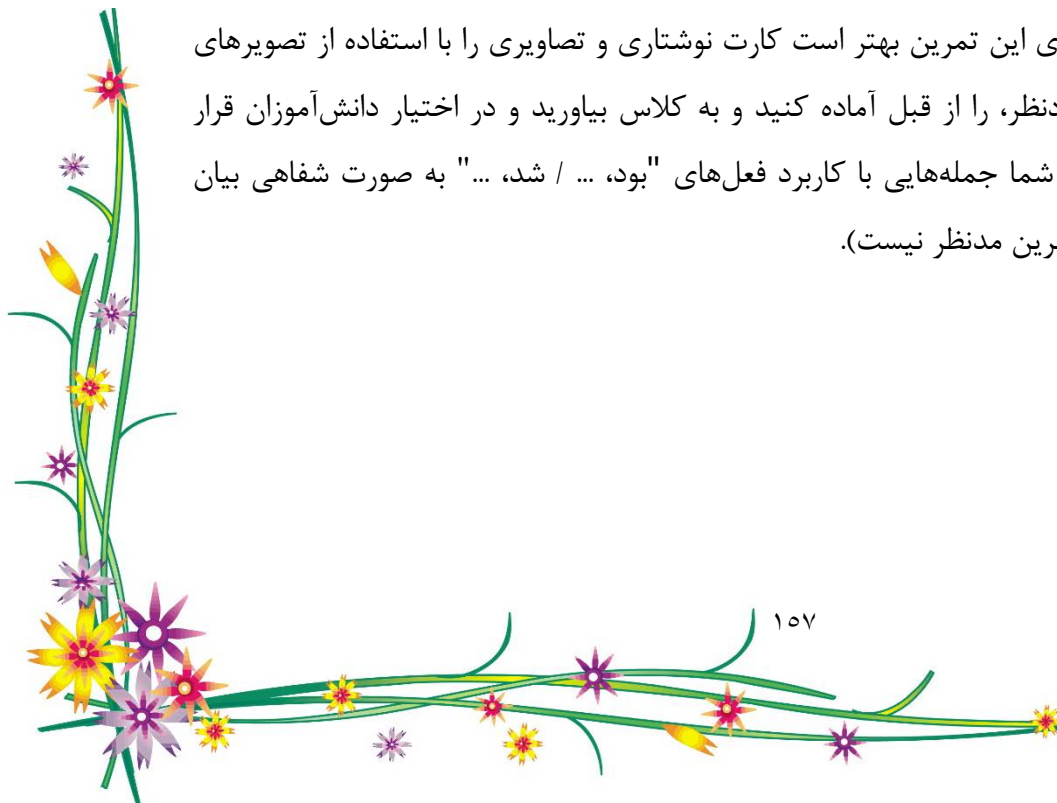 ی این تمرین بهتر است کارت نوشتاری و تصاویری را با استفاده از تصویرهای
دنظر، را از قبل آماده کنید و به کلاس بیاورید و در اختیار دانش‌آموزان قرار
شما جمله‌هایی با کاربرد فعل‌های "بود، ... / شد، ..." به صورت شفاهی بیان
رین مدنظر نیست).
۱۵۷